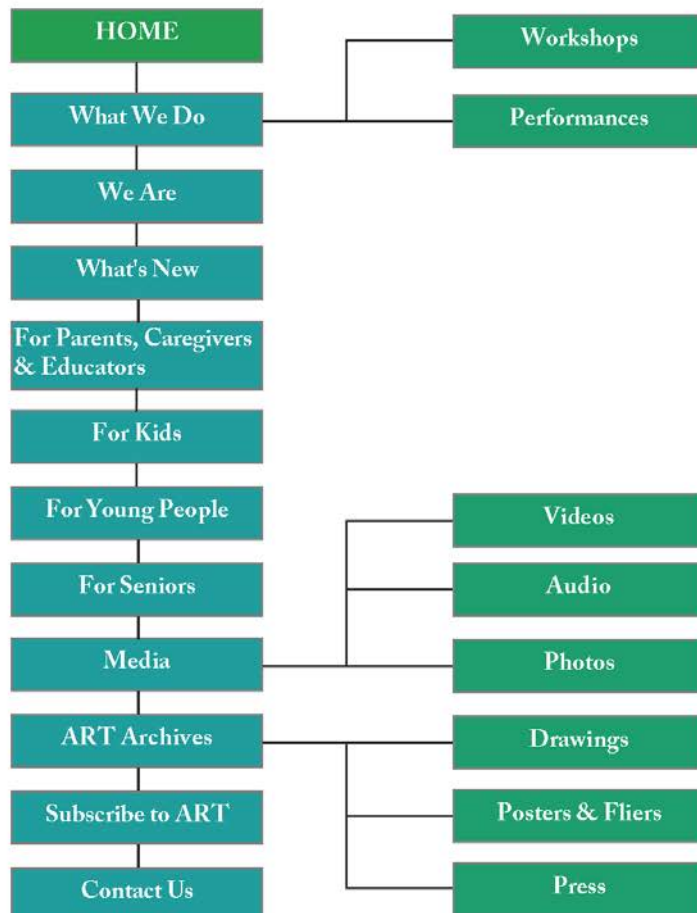 HOME
What We Do
Workshops
Performances
We Are
What's New
For Parents, Caregivers
& Educators
For Kids
For Young People
For Seniors
Media
Videos
Audio
Photos
ART Archives
Drawings
Posters & Fliers
Press
Subscribe to ART
Contact Us